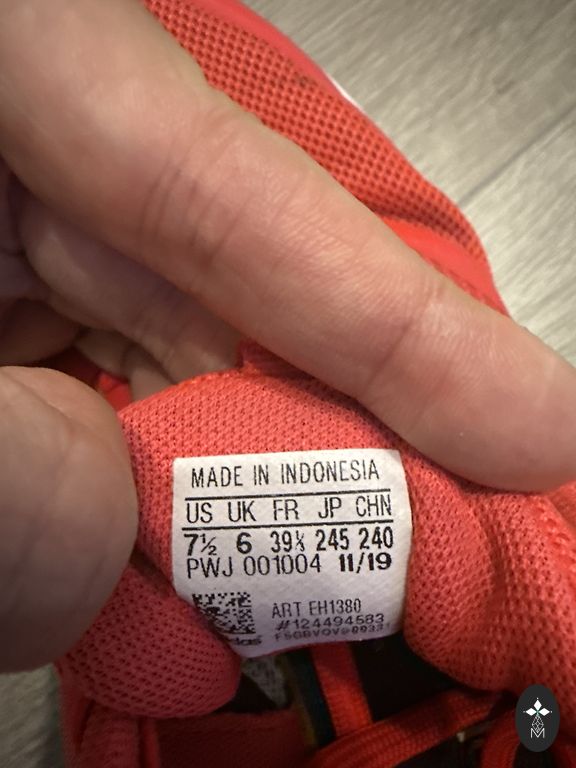 MADE IN INDONESIA
US UK FR JP CHN
7½ 6 39⅓ 245 240
PWJ 001004 11/19
ART EH1380
#124494583
M